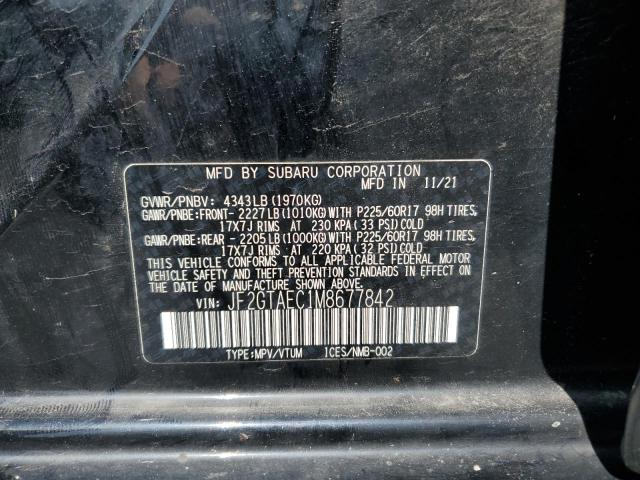 MFD BY SUBARU CORPORATION
MFD IN 11/21
GVWR/PNBV: 4343LB(1970KG)
GAWR/PNBE:FRONT- 2227LB(1010KG)WITH P225/60R17 98H TIRES,
17X7J RIMS AT 230 KPA(33 PSI)COLD
GAWR/PNBE:REAR - 2205LB(1000KG)WITH P225/60R17 98H TIRES,
17X7J RIMS AT 220 KPA(32 PSI)COLD
THIS VEHICLE CONFORMS TO ALL APPLICABLE FEDERAL MOTOR
VEHICLE SAFETY AND THEFT PREVENTION STANDARDS IN EFFECT ON
THE DATE OF MANUFACTURE SHOWN ABOVE.
VIN: JF2GTAEC1M8677842
TYPE:MPV/VTUM ICES/NMB-002